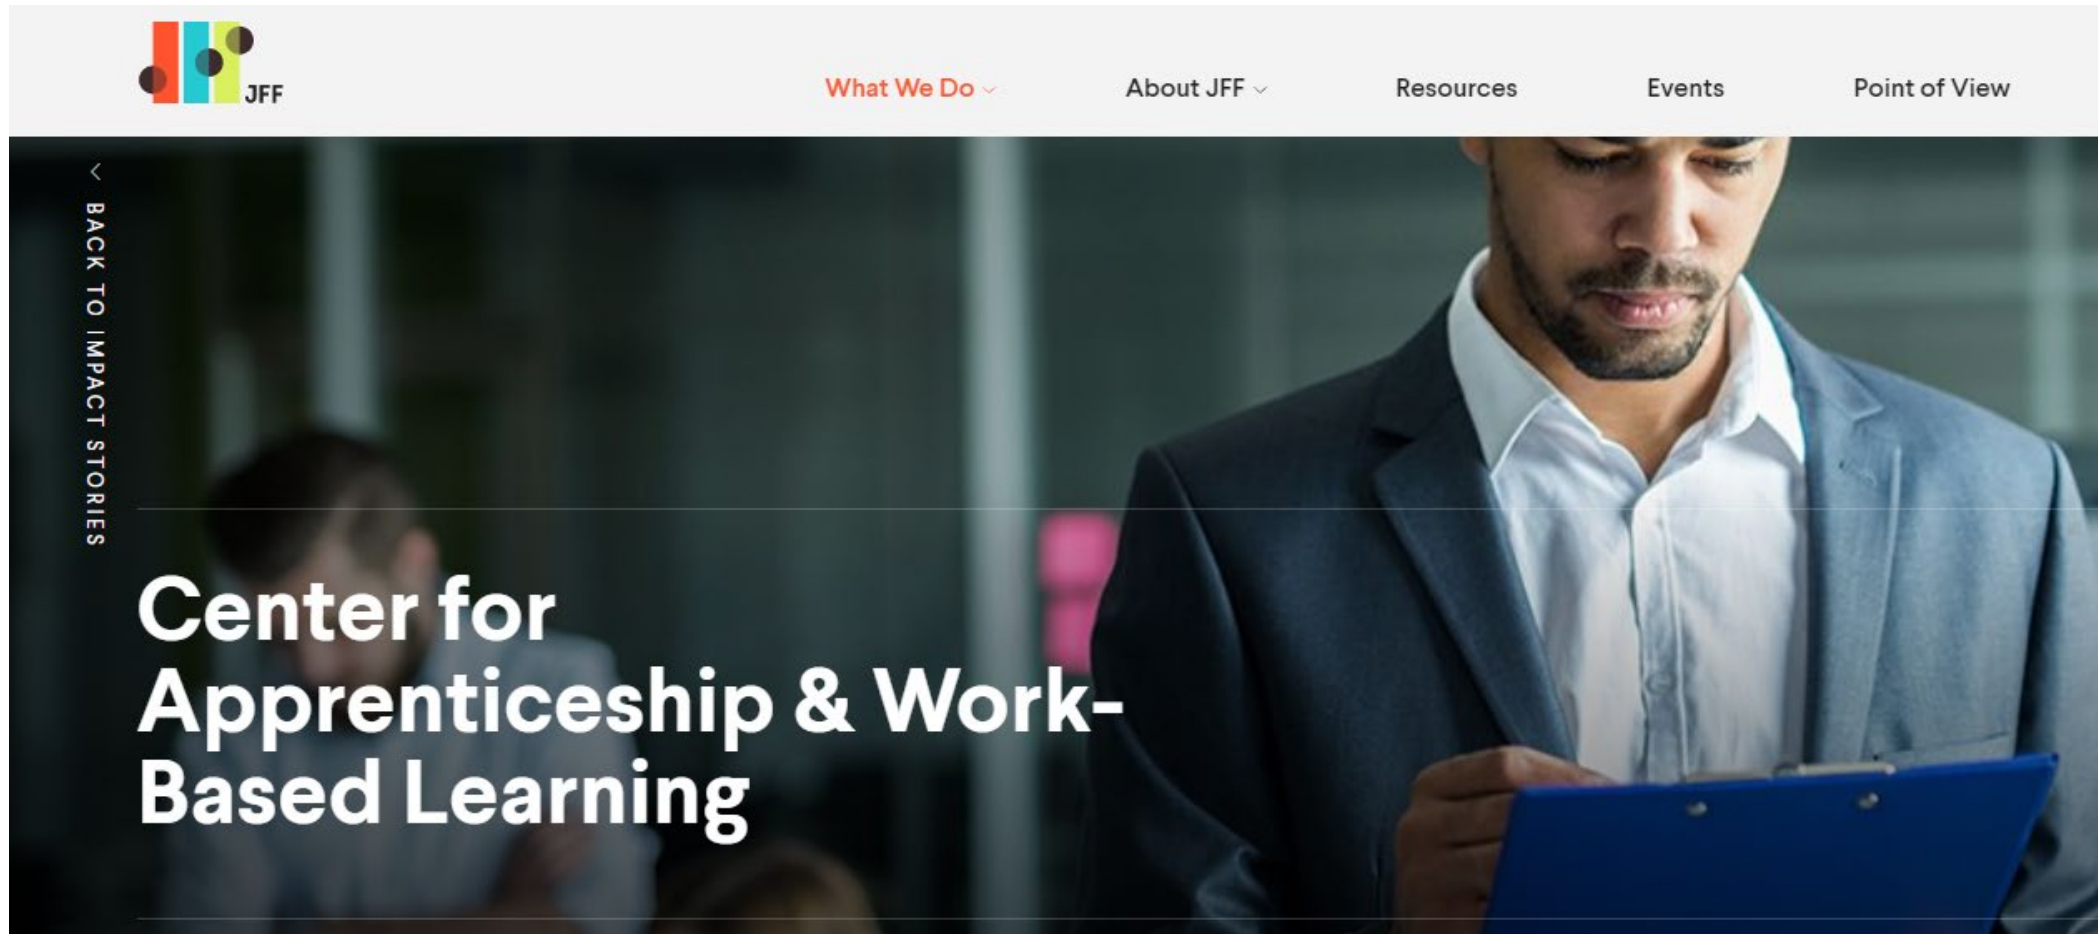 JFF
What We Do
About JFF
Resources
Events
Point of View
BACK TO IMPACT STORIES
Center for
Apprenticeship & Work-
Based Learning